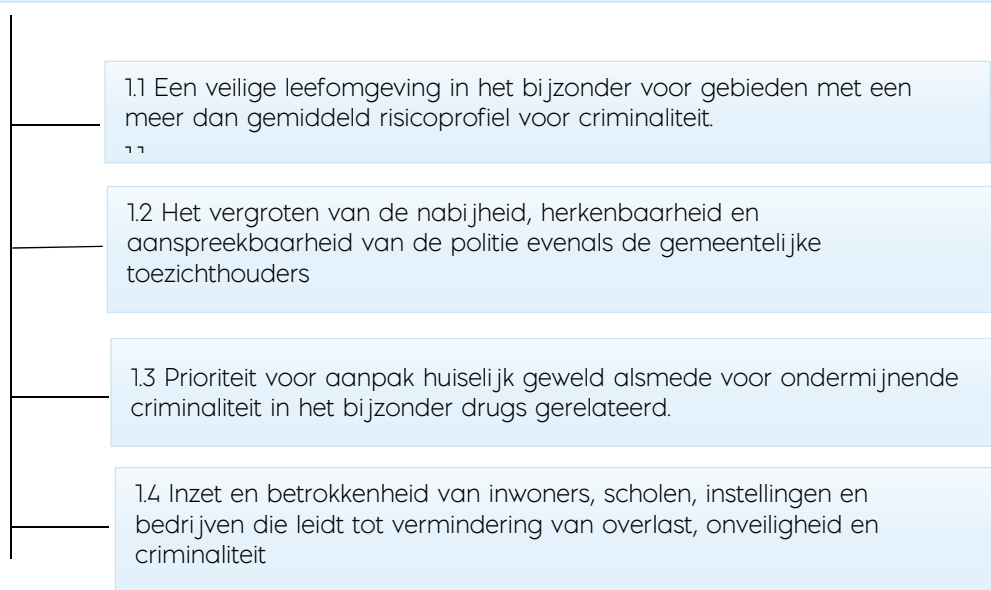 1.1 Een veilige leefomgeving in het bijzonder voor gebieden met een
meer dan gemiddeld risicoprofiel voor criminaliteit.
1.2 Het vergroten van de nabijheid, herkenbaarheid en
aanspreekbaarheid van de politie evenals de gemeentelijke
toezichthouders
1.3 Prioriteit voor aanpak huiselijk geweld alsmede voor ondermijnende
criminaliteit in het bijzonder drugs gerelateerd.
1.4 Inzet en betrokkenheid van inwoners, scholen, instellingen en
bedrijven die leidt tot vermindering van overlast, onveiligheid en
criminaliteit